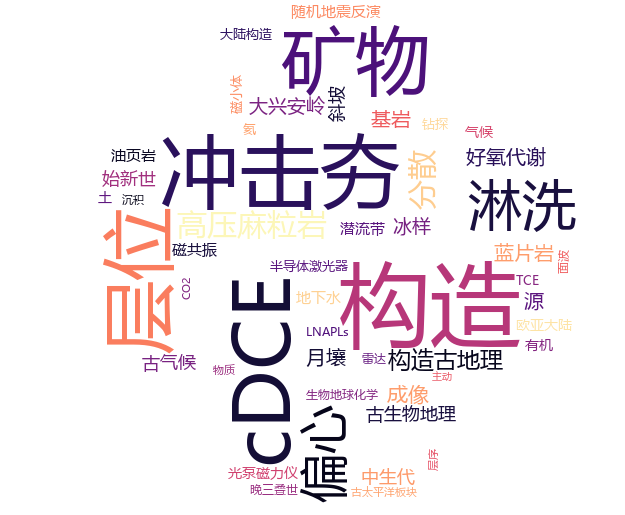 随机地震反演
大陆构造
矿物
磁小体
大兴安岭
斜坡
基岩
钻探
氦
气候
冲击夯
油页岩
好氧代谢
始新世
分散
淋洗
土
沉积
层位
高压麻粒岩
潜流带
冰样
磁共振
蓝片岩
面波
半导体激光器
构造
TCE
CO2
cDCE
地下水
源
欧亚大陆
LNAPLs
有机
月壤
雷达
构造古地理
古气候
物质
主动
生物地球化学
成像
偏心
古生物地理
层序
光泵磁力仪
中生代
晚三叠世
古太平洋板块